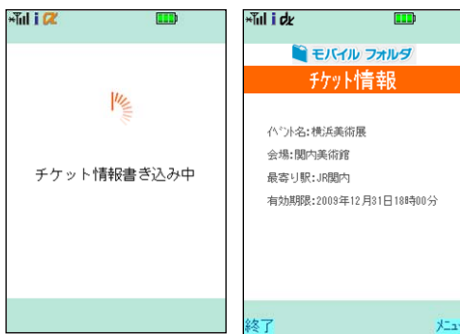 チケット情報書き込み中
モバイル フォルダ
チケット情報
イベント名:横浜美術展
会場:関内美術館
最寄り駅:JR関内
有効期限:2009年12月31日18時00分
終了
メニュー